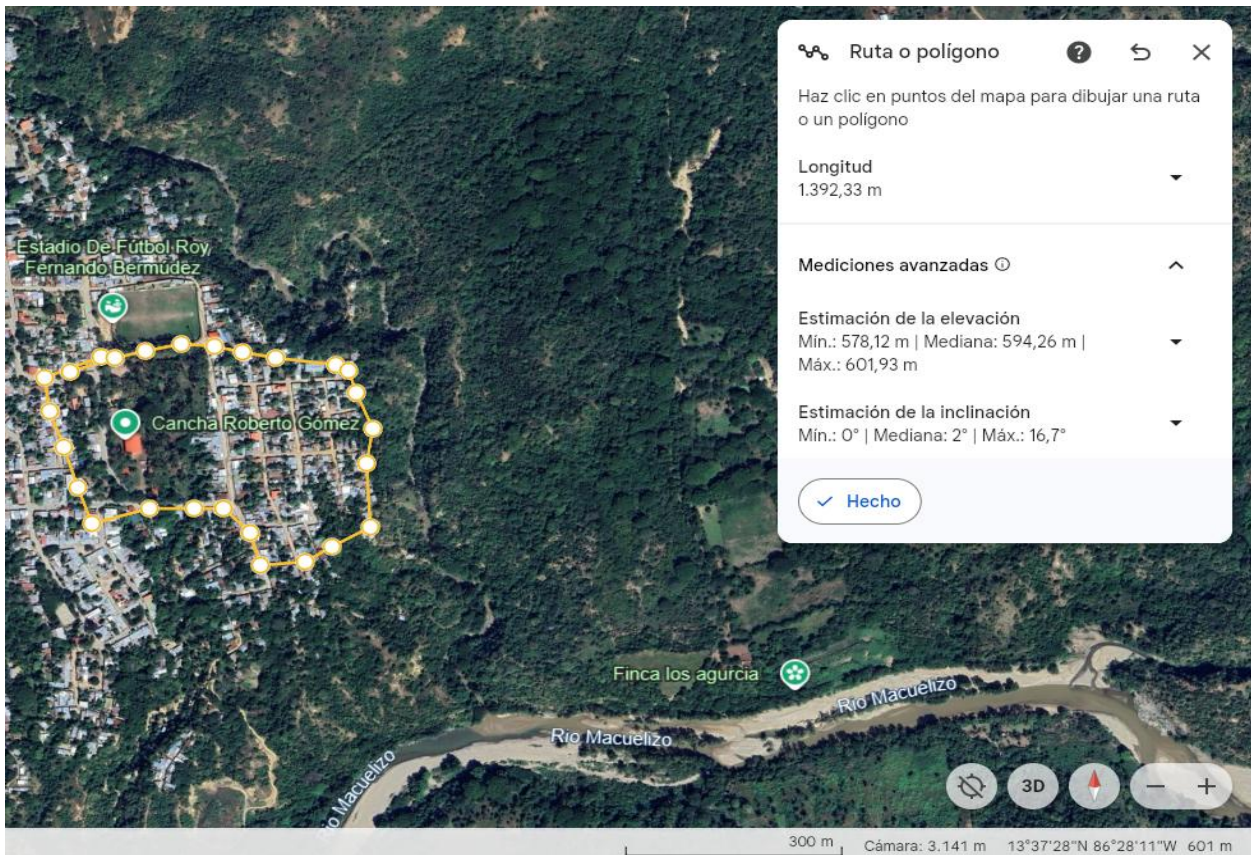 Ruta o polígono
Haz clic en puntos del mapa para dibujar una ruta
o un polígono
Longitud
1.392,33 m
Mediciones avanzadas
Estimación de la elevación
Mín.: 578,12 m | Mediana: 594,26 m |
Máx.: 601,93 m
Estimación de la inclinación
Mín.: 0° | Mediana: 2° | Máx.: 16,7°
Hecho
Estadio De Fútbol Roy
Fernando Bermúdez
Cancha Roberto Gómez
Finca los agurcia
Río Macuelizo
Río Macuelizo
Río Macuelizo
3D
300 m
Cámara: 3.141 m 13°37'28"N 86°28'11"W 601 m